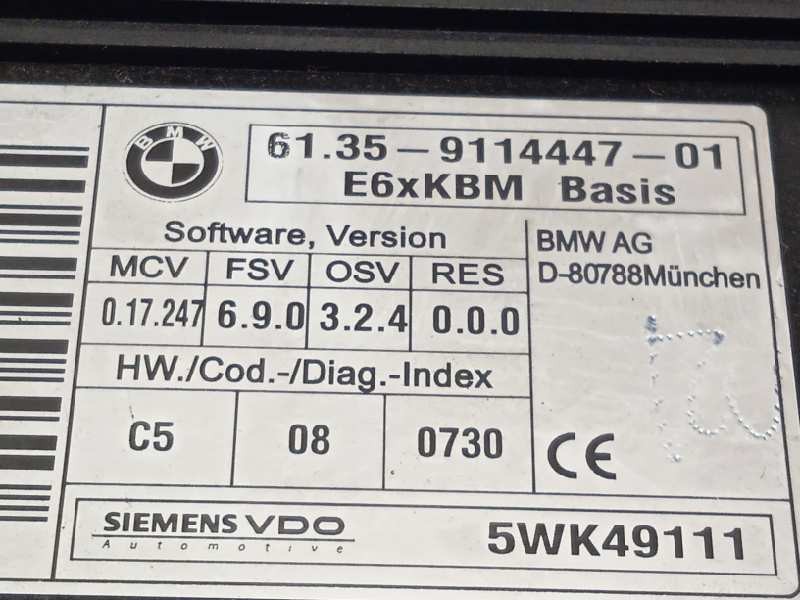 BMW
61.35-9114447-01
E6xKBM Basis
Software, Version
MCV FSV OSV RES
0.17.247 6.9.0 3.2.4 0.0.0
HW./Cod.-/Diag.-Index
C5 08 0730
BMW AG
D-80788München
CE
SIEMENS VDO
Automotive
5WK49111